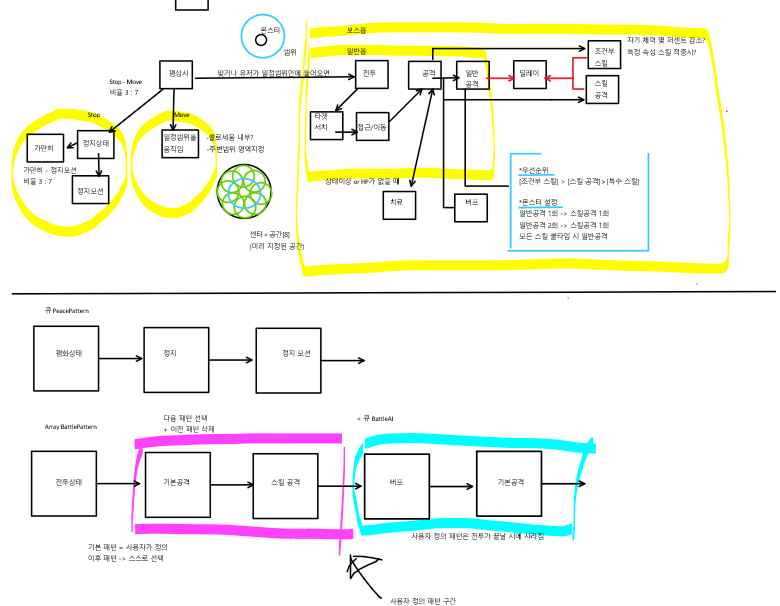 몬스터
범위
보스몹
일반몹
자기 체력 몇 퍼센트 감소?
특정 속성 스킬 적중시?
조건부
스킬
평상시
맞거나 유저가 일정범위안에 들어오면
전투
공격
일반
공격
딜레이
스킬
공격
Stop - Move
비율 3 : 7
Stop
Move
타겟
서치
접근/이동
가만히
정지상태
일정범위를
움직임
-콜로세움 내부?
-주변범위 영역지정
가만히 - 정지모션
비율 3 : 7
정지모션
상태이상 or HP가 없을 때
치료
버프
*우선순위
[조건부 스킬] > [스킬 공격]>[특수 스킬]
*몬스터 설정
일반공격 1회 -> 스킬공격 1회
일반공격 2회 -> 스킬공격 1회
모든 스킬 쿨타임 시 일반공격
센터 + 공간[8]
(미리 지정된 공간)
큐 PeacePattern
평화상태
정지
정지 모션
다음 패턴 선택
+ 이전 패턴 삭제
+ 큐 BattleAI
Array BattlePattern
전투상태
기본공격
스킬 공격
버프
기본공격
사용자 정의 패턴은 전투가 끝날 시에 사라짐
기본 패턴 = 사용자가 정의
이후 패턴 -> 스스로 선택
사용자 정의 패턴 구간